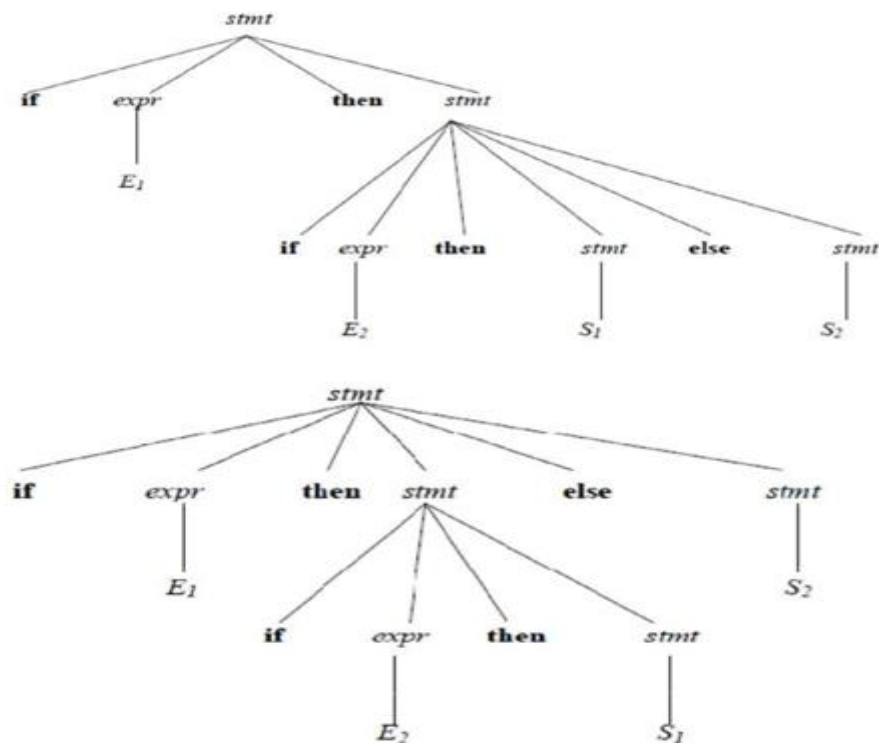 stmt
if expr then stmt
E₁
if expr then stmt else stmt
E₂ S₁ S₂
stmt
if expr then stmt else stmt
E₁ S₂
if expr then stmt
E₂ S₁